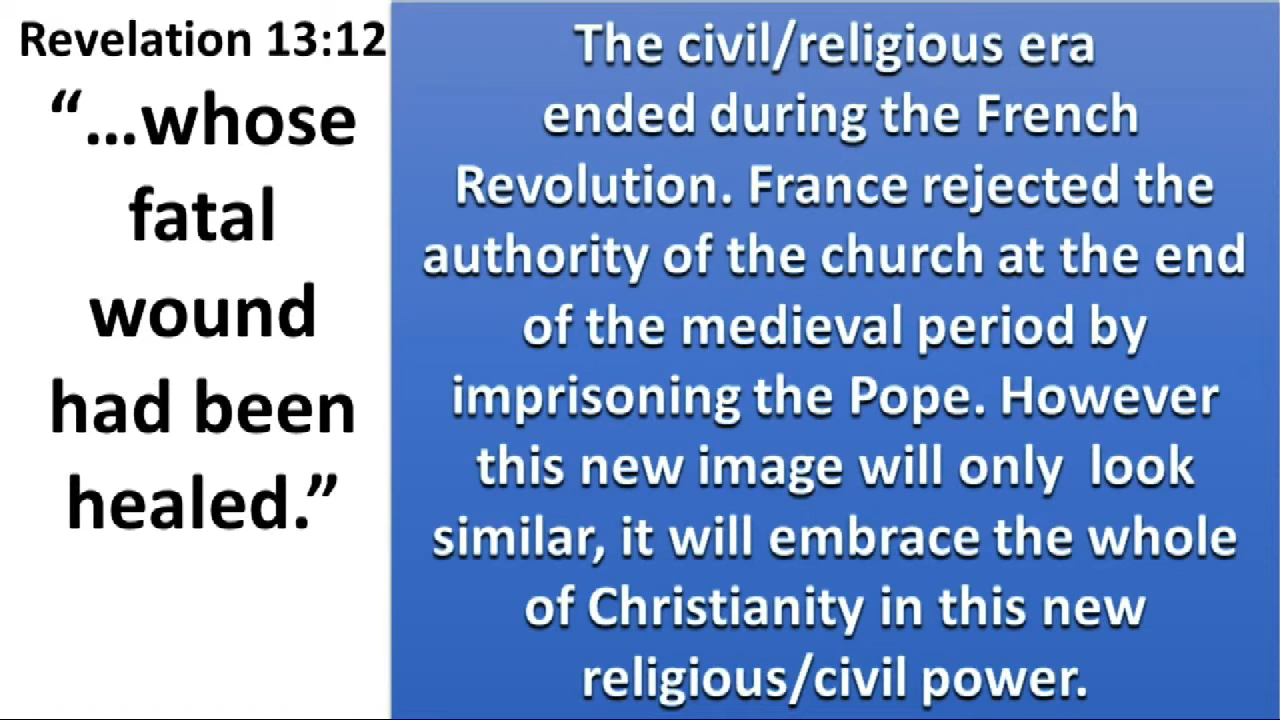 Revelation 13:12
“...whose
fatal
wound
had been
healed.”
The civil/religious era
ended during the French
Revolution. France rejected the
authority of the church at the end
of the medieval period by
imprisoning the Pope. However
this new image will only  look
similar, it will embrace the whole
of Christianity in this new
religious/civil power.